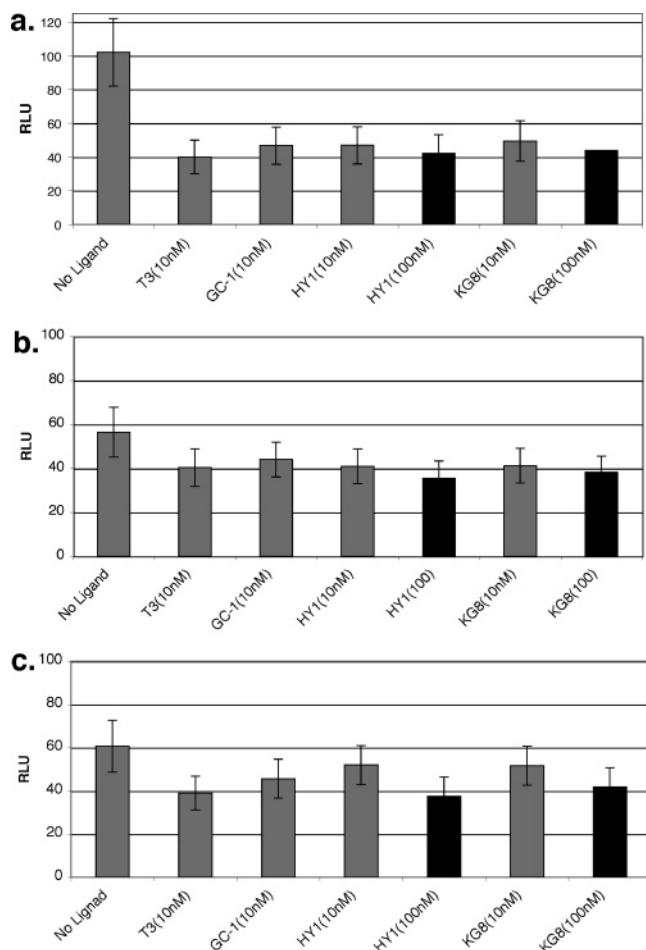 a.
120
100
80
60
40
20
0
RLU
No Ligand
T3(10nM)
GC-1(10nM)
HY1(10nM)
HY1(100nM)
KG8(10nM)
KG8(100nM)
b.
100
80
60
40
20
0
RLU
No Ligand
T3(10nM)
GC-1(10nM)
HY1(10nM)
HY1(100)
KG8(10nM)
KG8(100)
c.
100
80
60
40
20
0
RLU
No Lignad
T3(10nM)
GC-1(10nM)
HY1(10nM)
HY1(100nM)
KG8(10nM)
KG8(100nM)